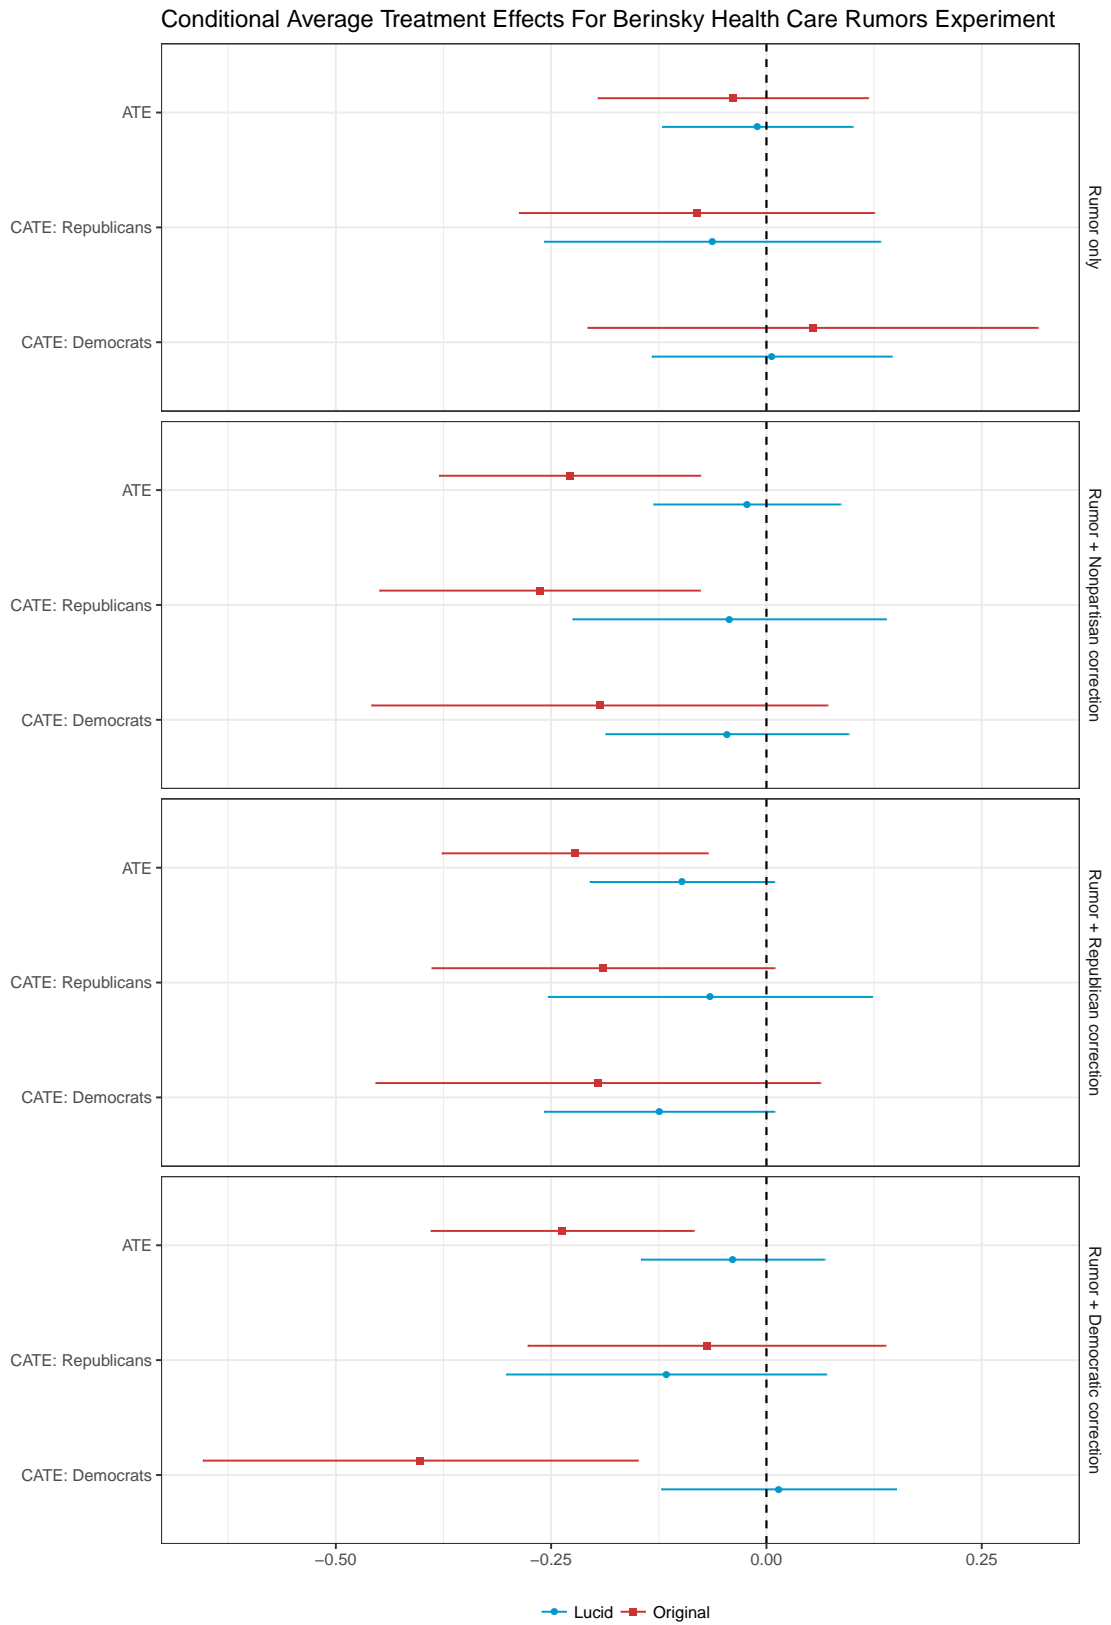 Conditional Average Treatment Effects For Berinsky Health Care Rumors Experiment
ATE
CATE: Republicans
CATE: Democrats
Rumor only
ATE
CATE: Republicans
CATE: Democrats
Rumor + Nonpartisan correction
ATE
CATE: Republicans
CATE: Democrats
Rumor + Republican correction
ATE
CATE: Republicans
CATE: Democrats
Rumor + Democratic correction
−0.50 −0.25 0.00 0.25
Lucid Original